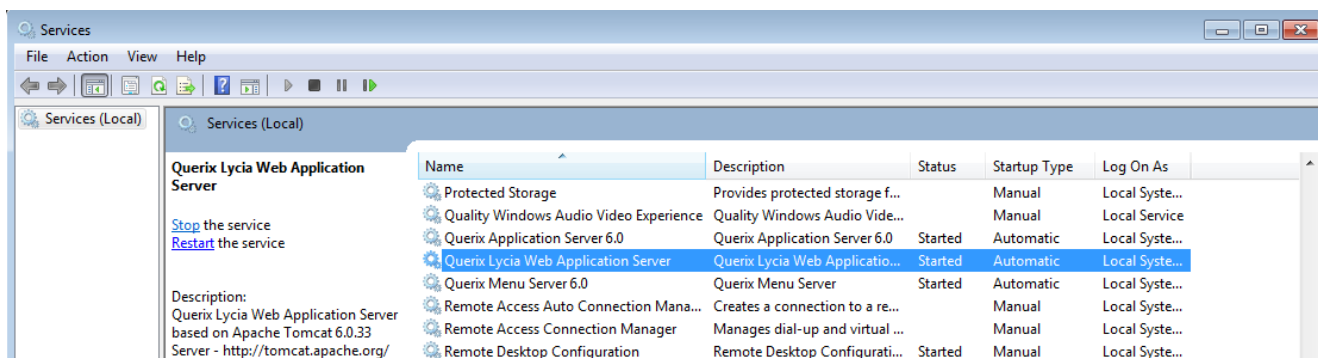 Services
File Action View Help
Services (Local)
Services (Local)
Querix Lycia Web Application
Server
Stop the service
Restart the service
Description:
Querix Lycia Web Application Server
based on Apache Tomcat 6.0.33
Server - http://tomcat.apache.org/
Name Description Status Startup Type Log On As
Protected Storage Provides protected storage f... Manual Local Syste...
Quality Windows Audio Video Experience Quality Windows Audio Vide... Manual Local Service
Querix Application Server 6.0 Querix Application Server 6.0 Started Automatic Local Syste...
Querix Lycia Web Application Server Querix Lycia Web Applicatio... Started Automatic Local Syste...
Querix Menu Server 6.0 Querix Menu Server Started Automatic Local Syste...
Remote Access Auto Connection Mana... Creates a connection to a re... Manual Local Syste...
Remote Access Connection Manager Manages dial-up and virtual ... Manual Local Syste...
Remote Desktop Configuration Remote Desktop Configurati... Started Manual Local Syste...